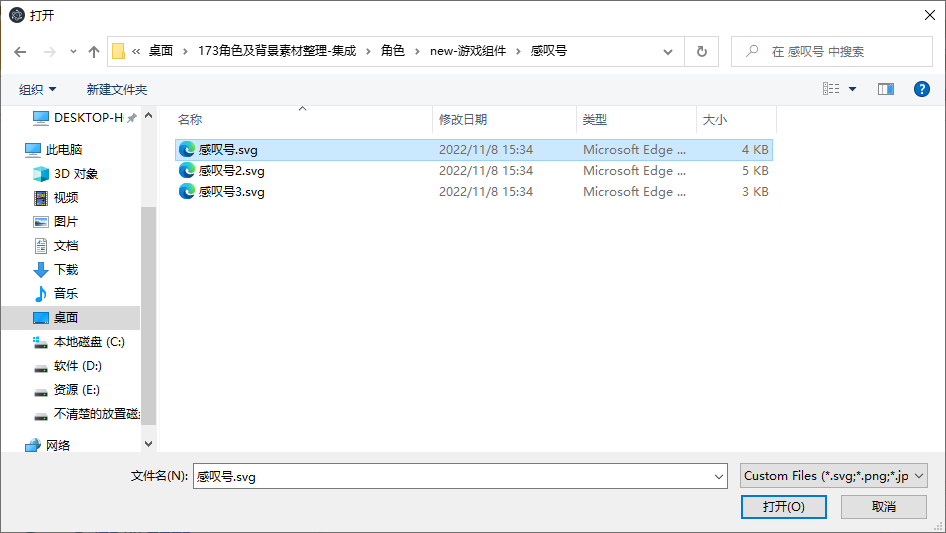 打开
« 桌面 › 173角色及背景素材整理-集成 › 角色 › new-游戏组件 › 感叹号
在 感叹号 中搜索
组织 新建文件夹
名称 修改日期 类型 大小
感叹号.svg 2022/11/8 15:34 Microsoft Edge ... 4 KB
感叹号2.svg 2022/11/8 15:34 Microsoft Edge ... 5 KB
感叹号3.svg 2022/11/8 15:34 Microsoft Edge ... 3 KB
DESKTOP-H
此电脑
3D 对象
视频
图片
文档
下载
音乐
桌面
本地磁盘 (C:)
软件 (D:)
资源 (E:)
不清楚的放置磁
网络
文件名(N): 感叹号.svg
Custom Files (*.svg;*.png;*.jp
打开(O) 取消